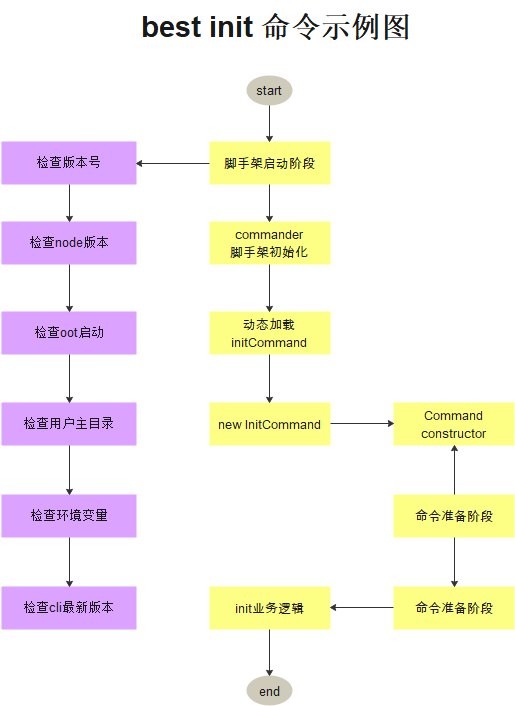 best init 命令示例图
start
检查版本号
脚手架启动阶段
检查node版本
commander
脚手架初始化
检查oot启动
动态加载
initCommand
检查用户主目录
new InitCommand
Command
constructor
检查环境变量
命令准备阶段
检查cli最新版本
init业务逻辑
命令准备阶段
end